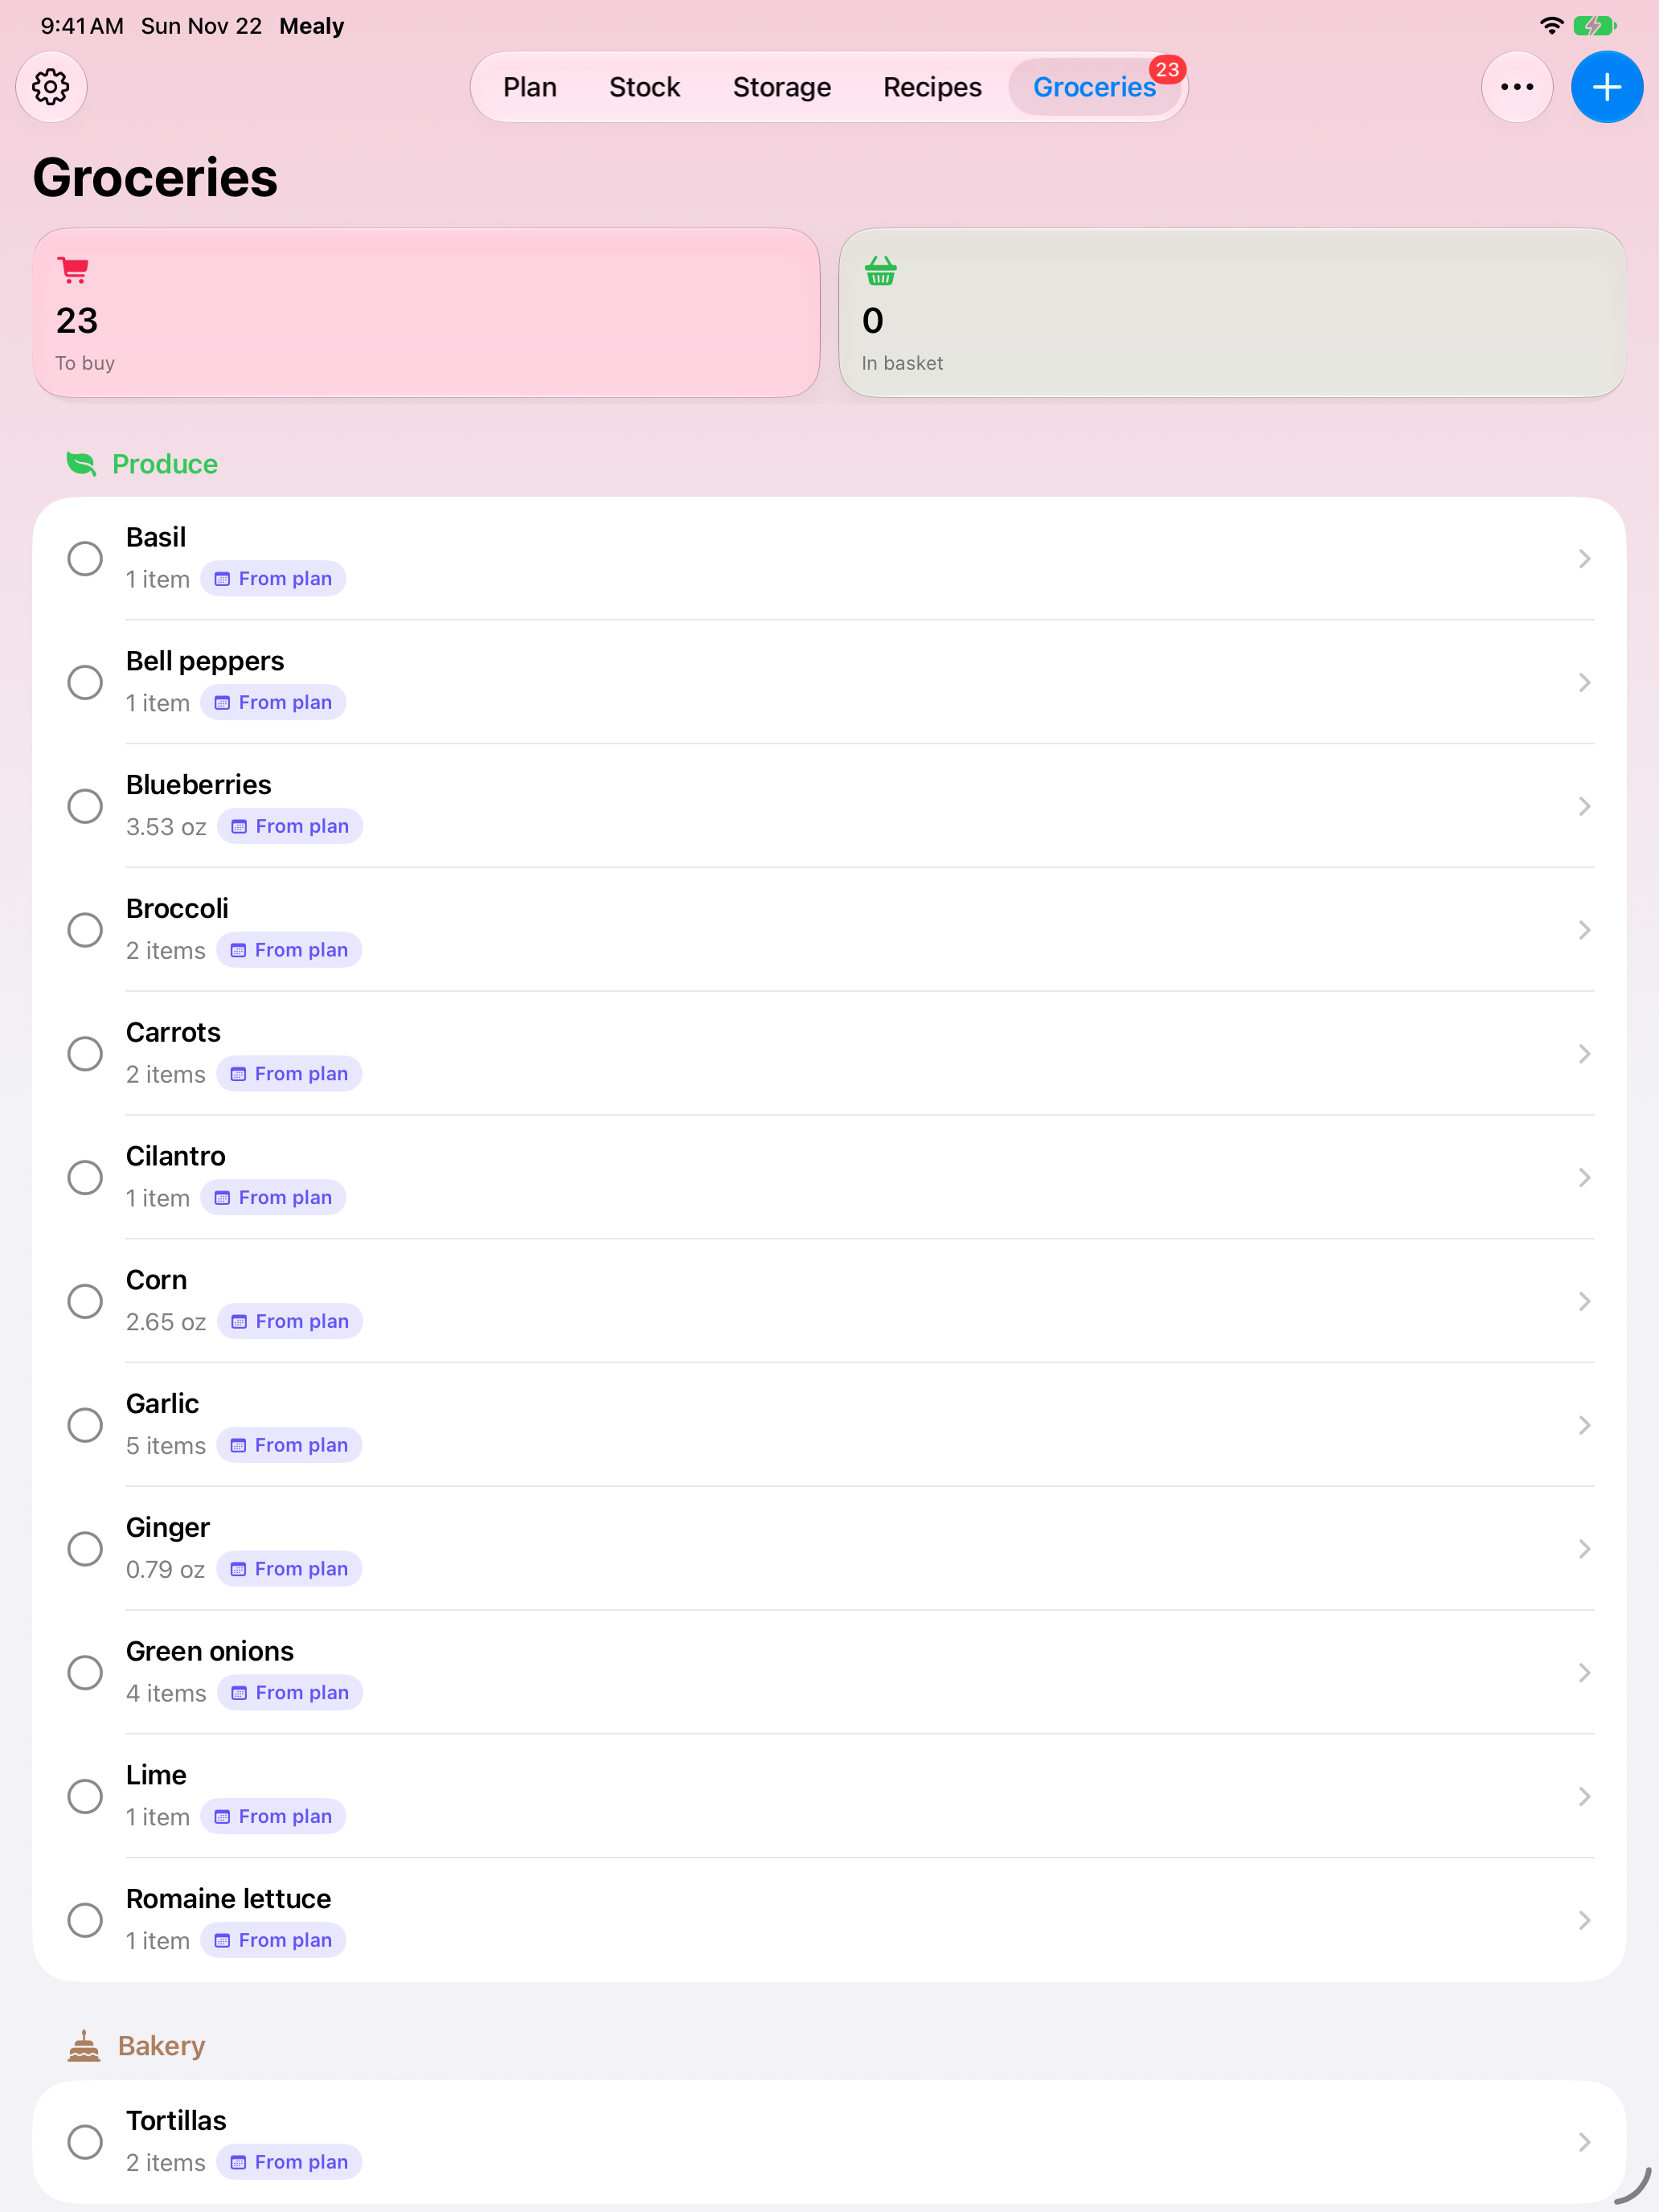 9:41 AM Sun Nov 22 Mealy
Plan Stock Storage Recipes Groceries 23
Groceries
23
To buy
0
In basket
Produce
Basil
1 item From plan
Bell peppers
1 item From plan
Blueberries
3.53 oz From plan
Broccoli
2 items From plan
Carrots
2 items From plan
Cilantro
1 item From plan
Corn
2.65 oz From plan
Garlic
5 items From plan
Ginger
0.79 oz From plan
Green onions
4 items From plan
Lime
1 item From plan
Romaine lettuce
1 item From plan
Bakery
Tortillas
2 items From plan